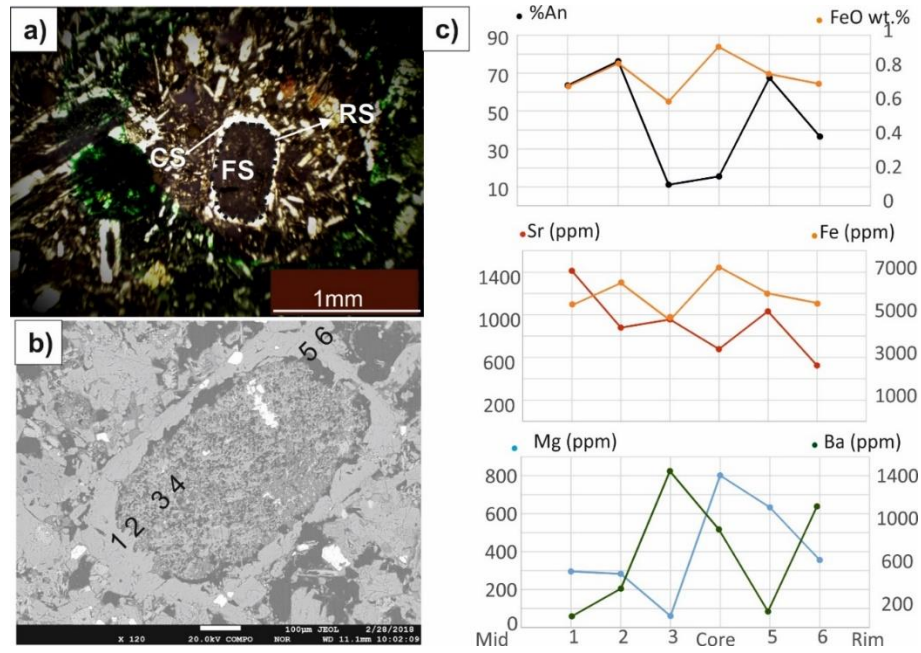 a)
RS
CS
FS
1mm
b)
5 6
3 4
1 2
X 120 20.0kV COMPO NOR WD 11.1mm 10:02:09
100µm JEOL 2/28/2018
c)
%An
FeO wt.%
90
70
50
30
10
1
0.8
0.6
0.4
0.2
0
Sr (ppm)
Fe (ppm)
1400
1000
600
200
7000
5000
3000
1000
Mg (ppm)
Ba (ppm)
800
600
400
200
0
1400
1000
600
200
Mid 1 2 3 Core 5 6 Rim